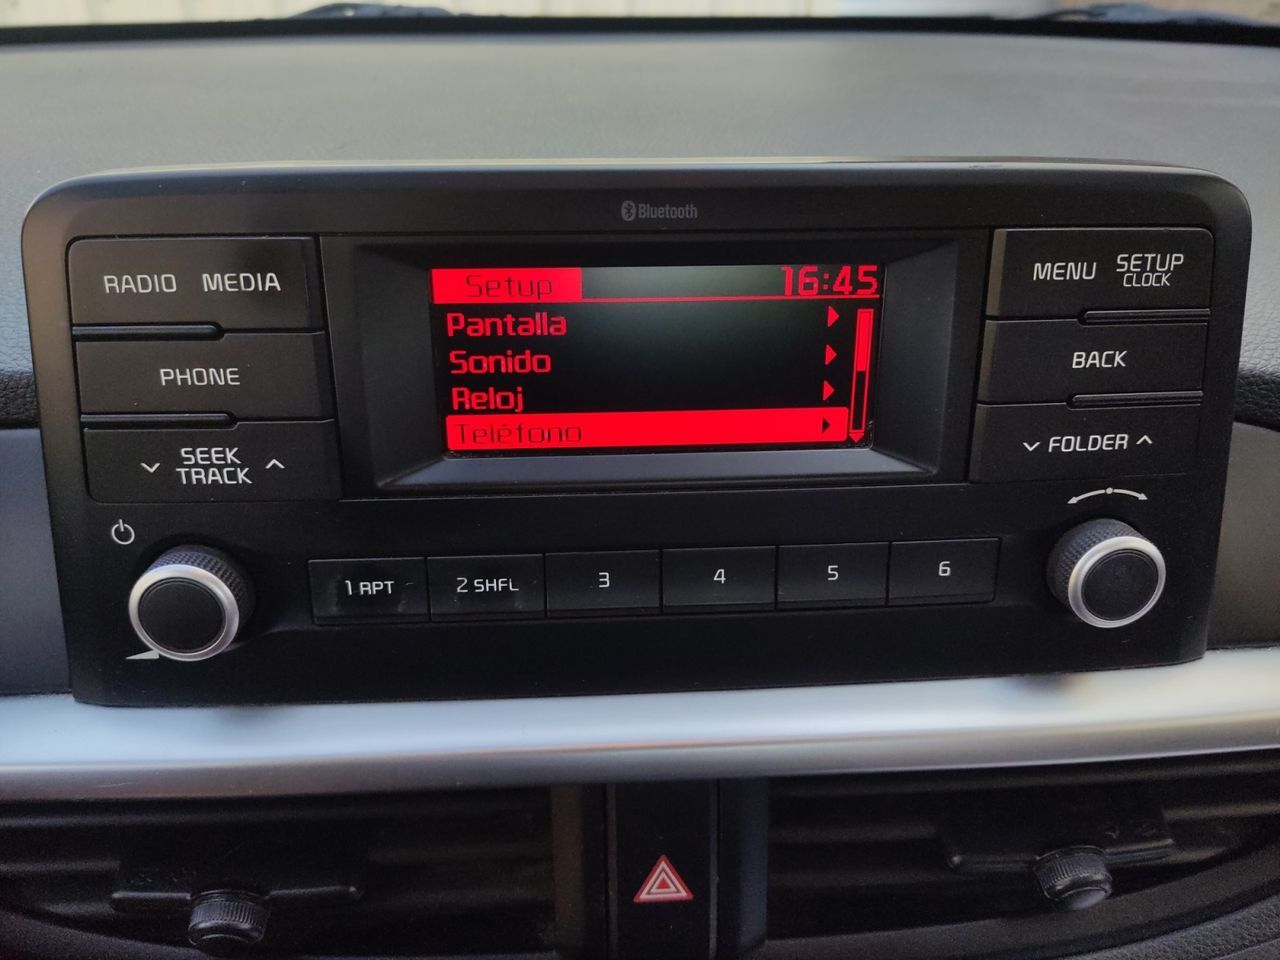 Bluetooth
RADIO MEDIA
PHONE
SEEK
TRACK
Setup 16:45
Pantalla
Sonido
Reloj
Teléfono
MENU SETUP
CLOCK
BACK
FOLDER
1 RPT 2 SHFL 3 4 5 6